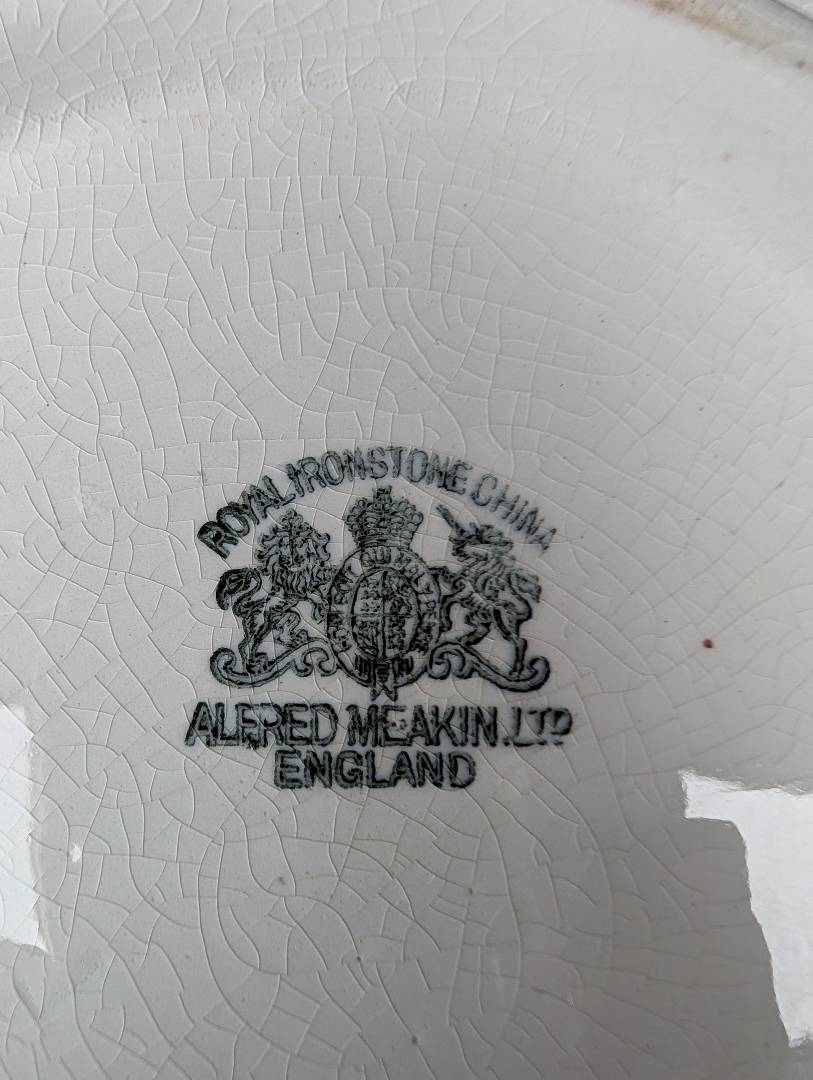 ROYAL IRONSTONE CHINA
ALFRED MEAKIN. LTD
ENGLAND